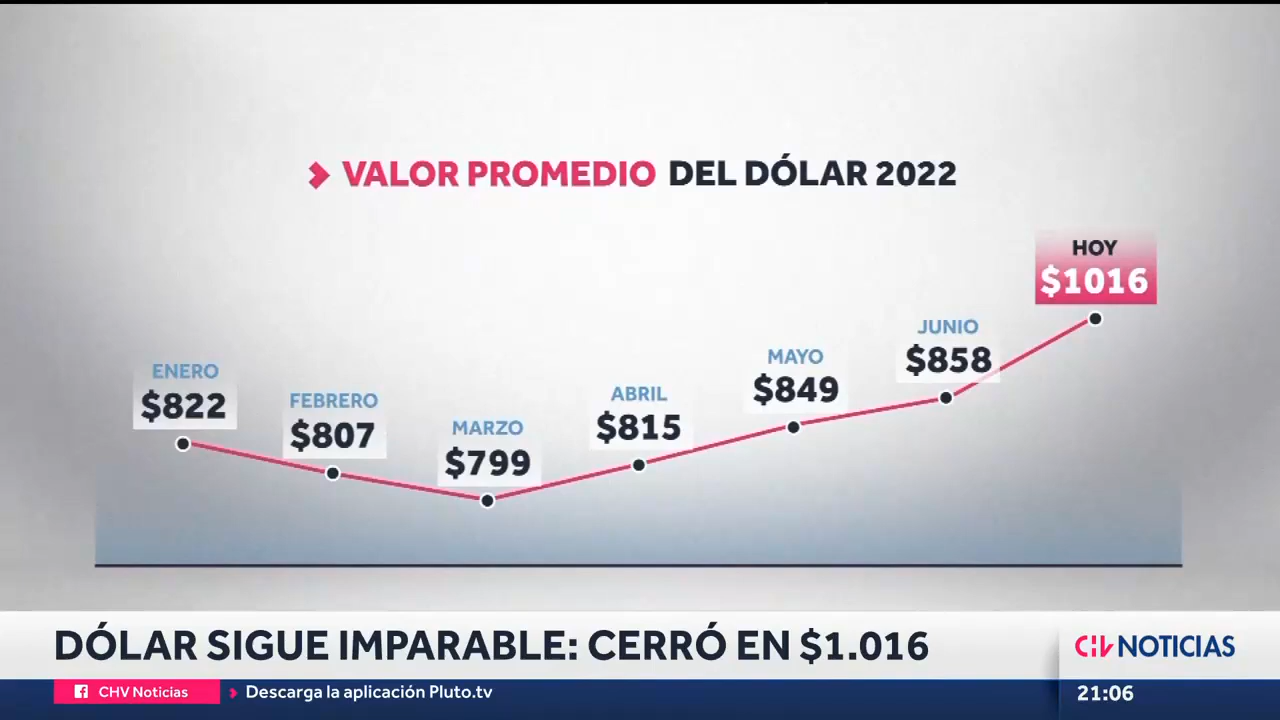 VALOR PROMEDIO DEL DÓLAR 2022
HOY
$1016
ENERO
$822
FEBRERO
$807
MARZO
$799
ABRIL
$815
MAYO
$849
JUNIO
$858
DÓLAR SIGUE IMPARABLE: CERRÓ EN $1.016
CHV NOTICIAS
CHV Noticias
Descarga la aplicación Pluto.tv
21:06